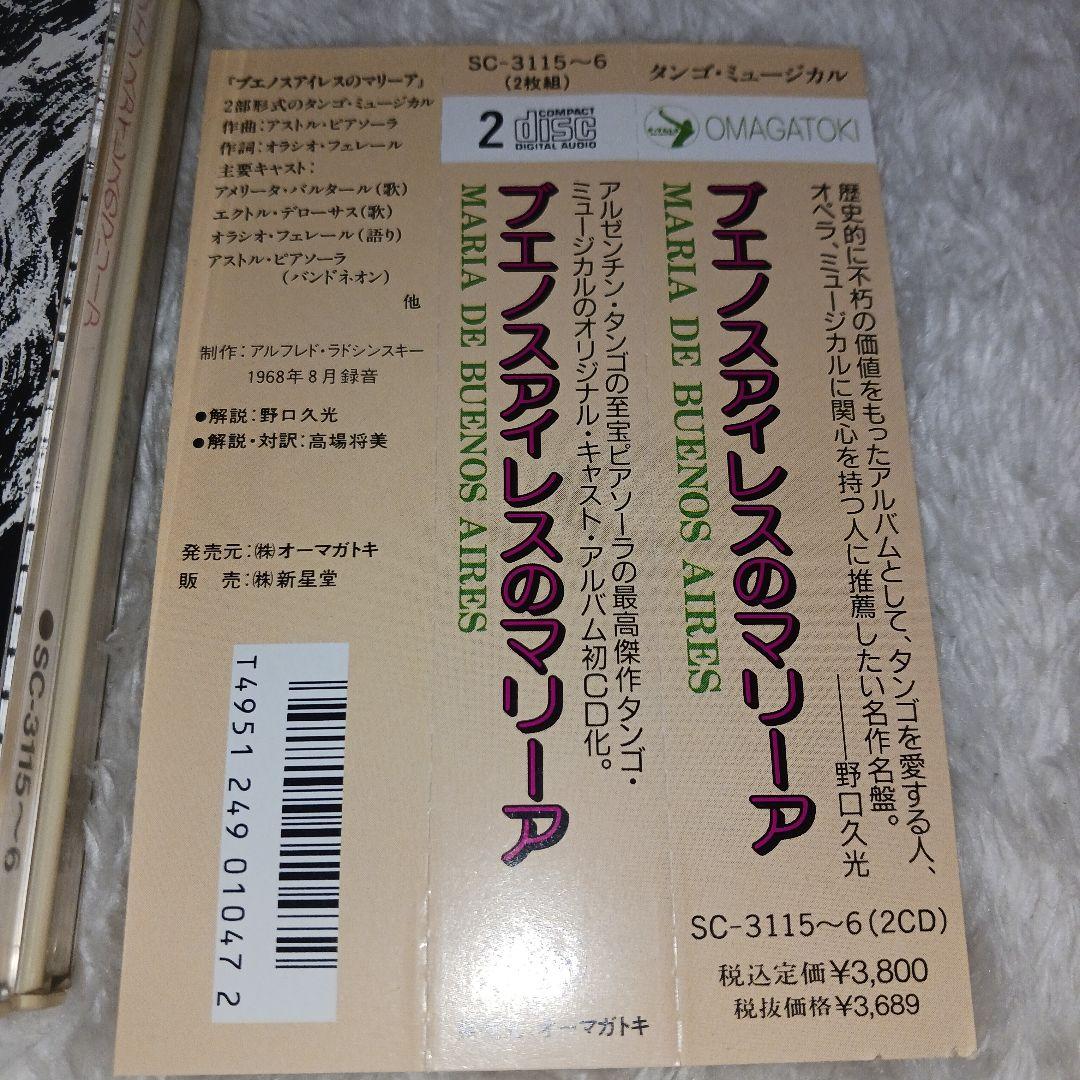 『ブエノスアイレスのマリーア』
2部形式のタンゴ・ミュージカル
作曲：アストル・ピアソーラ
作詞：オラシオ・フェレール
主要キャスト：
アメリータ・バルタール（歌）
エクトル・デローサス（歌）
オラシオ・フェレール（語り）
アストル・ピアソーラ
（バンドネオン）
他
制作：アルフレド・ラドシンスキー
1968年8月録音
●解説：野口久光
●解説・対訳：高場将美
発売元：㈱オーマガトキ
販　売：㈱新星堂
T4951 249 01047 2
SC-3115〜6
（2枚組）
2 COMPACT
disc
DIGITAL AUDIO
ブエノスアイレスのマリーア
MARIA DE BUENOS AIRES
アルゼンチン・タンゴの至宝ピアソーラの最高傑作タンゴ・
ミュージカルのオリジナル・キャスト・アルバム初CD化。
オーマガトキ
タンゴ・ミュージカル
OMAGATOKI
ブエノスアイレスのマリーア
MARIA DE BUENOS AIRES
歴史的に不朽の価値をもったアルバムとして、タンゴを愛する人、
オペラ、ミュージカルに関心を持つ人に推薦したい名作名盤。
——野口久光
SC-3115〜6（2CD）
税込定価¥3,800
税抜価格¥3,689
●SC-3115〜6